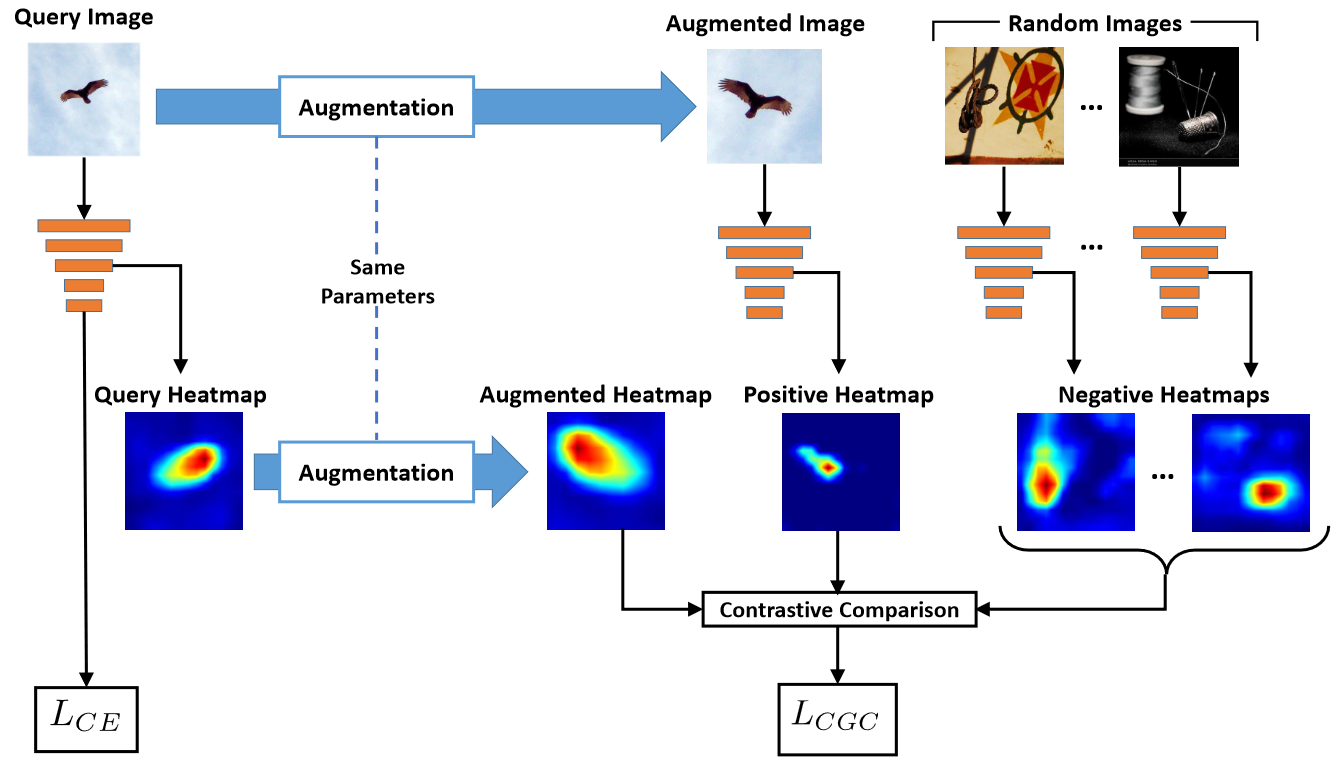 Query Image
Augmented Image
Random Images
Augmentation
...
Same
Parameters
...
Query Heatmap
Augmented Heatmap
Positive Heatmap
Negative Heatmaps
Augmentation
...
Contrastive Comparison
L_{CE}
L_{CGC}